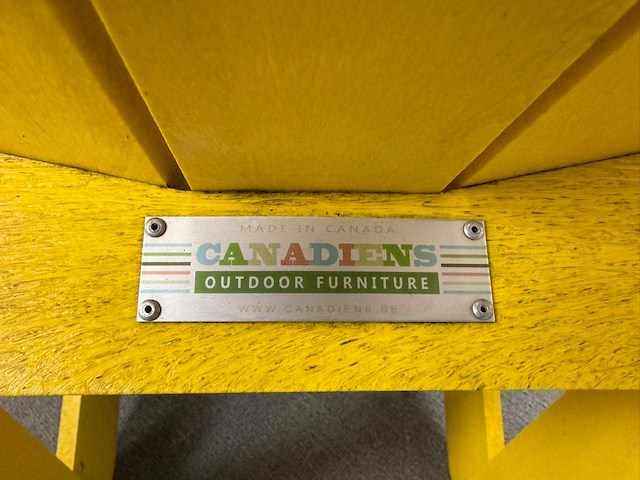 MADE IN CANADA
CANADIENS
OUTDOOR FURNITURE
WWW.CANADIENS.BE